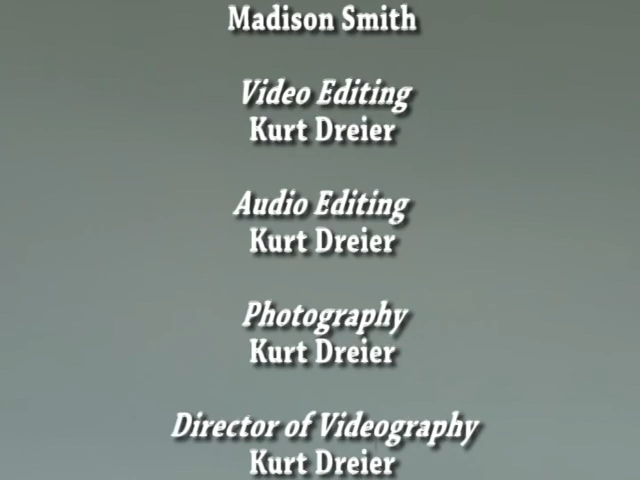 Madison Smith
Video Editing
Kurt Dreier
Audio Editing
Kurt Dreier
Photography
Kurt Dreier
Director of Videography
Kurt Dreier